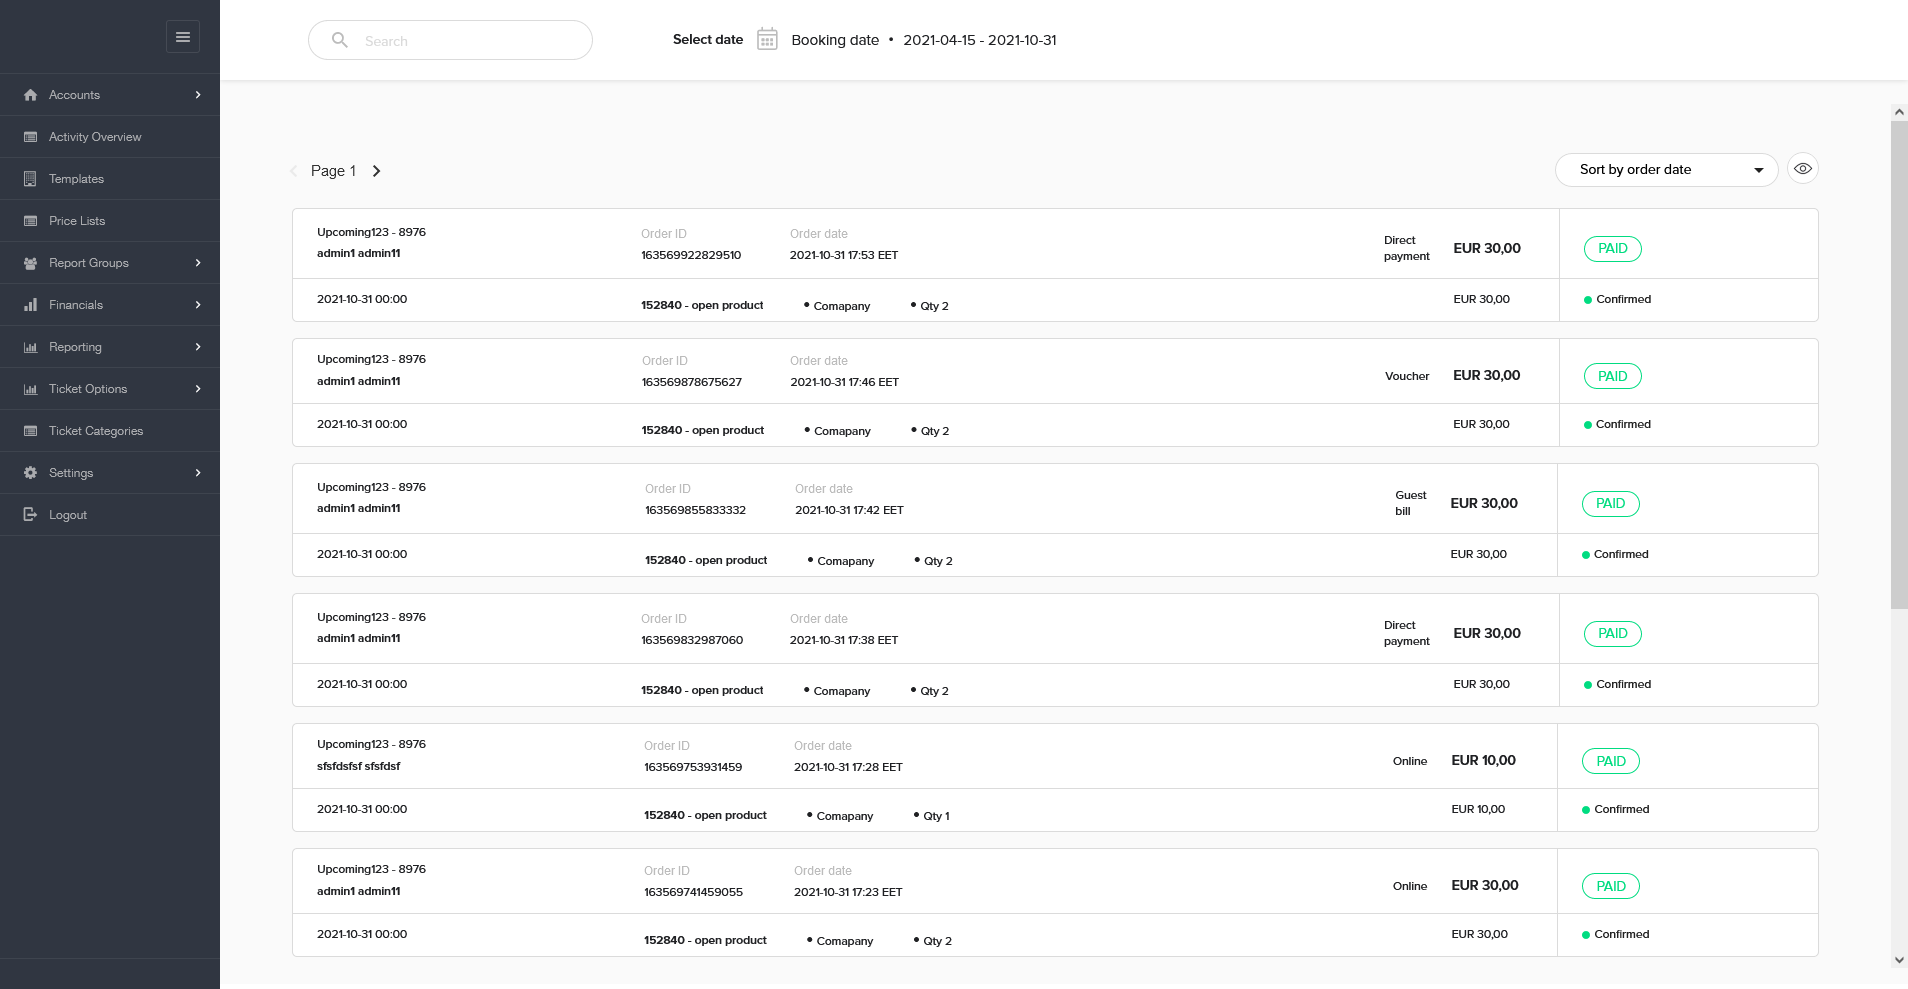 Search
Select date Booking date • 2021-04-15 - 2021-10-31
Accounts
Activity Overview
Templates
Price Lists
Report Groups
Financials
Reporting
Ticket Options
Ticket Categories
Settings
Logout
Page 1
Sort by order date
Upcoming123 - 8976 Order ID Order date
admin1 admin11 163569922829510 2021-10-31 17:53 EET Direct payment EUR 30,00 PAID
2021-10-31 00:00 152840 - open product • Comapany • Qty 2 EUR 30,00 Confirmed
Upcoming123 - 8976 Order ID Order date
admin1 admin11 163569878675627 2021-10-31 17:46 EET Voucher EUR 30,00 PAID
2021-10-31 00:00 152840 - open product • Comapany • Qty 2 EUR 30,00 Confirmed
Upcoming123 - 8976 Order ID Order date
admin1 admin11 163569855833332 2021-10-31 17:42 EET Guest bill EUR 30,00 PAID
2021-10-31 00:00 152840 - open product • Comapany • Qty 2 EUR 30,00 Confirmed
Upcoming123 - 8976 Order ID Order date
admin1 admin11 163569832987060 2021-10-31 17:38 EET Direct payment EUR 30,00 PAID
2021-10-31 00:00 152840 - open product • Comapany • Qty 2 EUR 30,00 Confirmed
Upcoming123 - 8976 Order ID Order date
sfsfdsfsf sfsfdsf 163569753931459 2021-10-31 17:28 EET Online EUR 10,00 PAID
2021-10-31 00:00 152840 - open product • Comapany • Qty 1 EUR 10,00 Confirmed
Upcoming123 - 8976 Order ID Order date
admin1 admin11 163569741459055 2021-10-31 17:23 EET Online EUR 30,00 PAID
2021-10-31 00:00 152840 - open product • Comapany • Qty 2 EUR 30,00 Confirmed